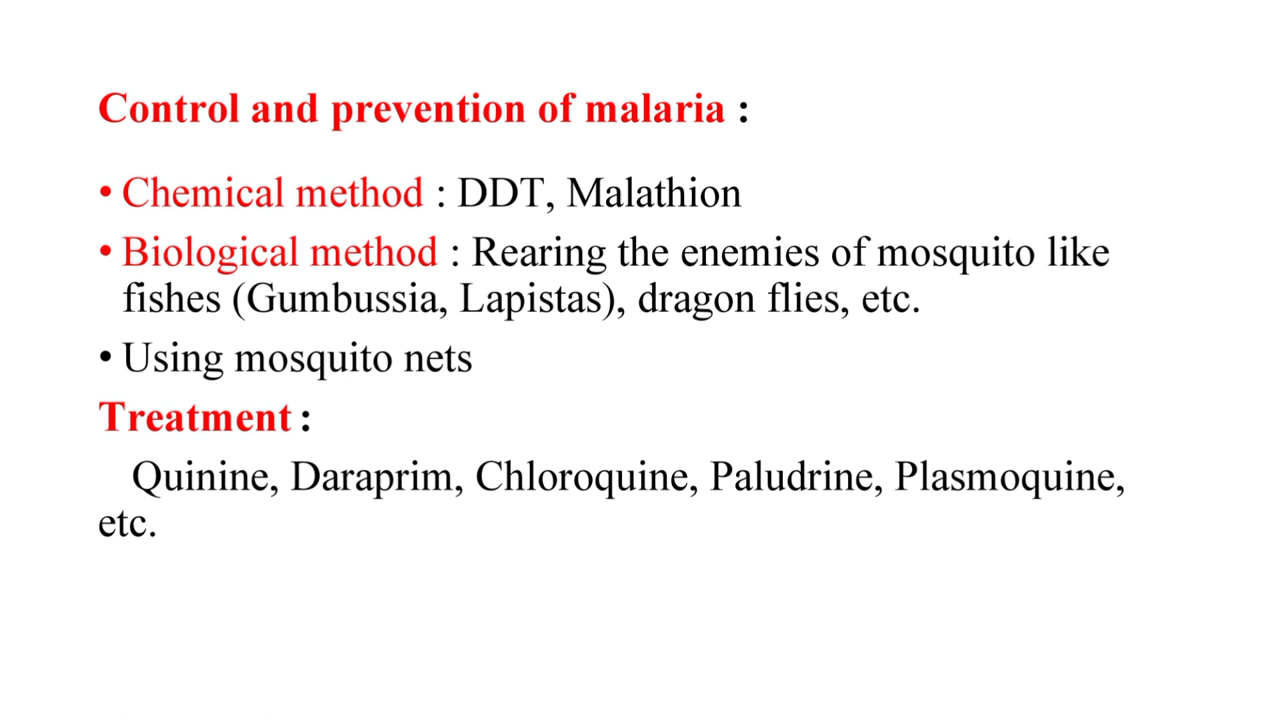 Control and prevention of malaria :
• Chemical method : DDT, Malathion
• Biological method : Rearing the enemies of mosquito like
fishes (Gumbussia, Lapistas), dragon flies, etc.
• Using mosquito nets
Treatment :
Quinine, Daraprim, Chloroquine, Paludrine, Plasmoquine,
etc.